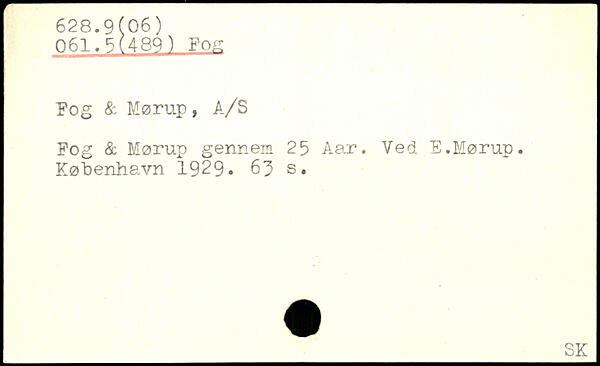 628.9(06)
061.5(489) Fog
Fog & Mørup, A/S
Fog & Mørup gennem 25 Aar. Ved E.Mørup.
København 1929. 63 s.
SK